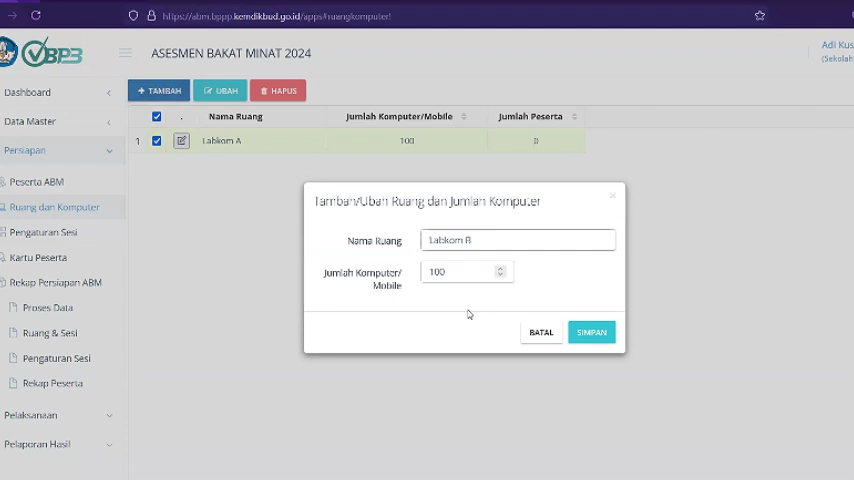 https://abm.bppp.kemdikbud.go.id/apps#ruangkomputer!
BP3
ASESMEN BAKAT MINAT 2024
Adi Kus
(Sekolah
+ TAMBAH
UBAH
HAPUS
Dashboard
Data Master
Persiapan
Peserta ABM
Ruang dan Komputer
Pengaturan Sesi
Kartu Peserta
Rekap Persiapan ABM
Proses Data
Ruang & Sesi
Pengaturan Sesi
Rekap Peserta
Pelaksanaan
Pelaporan Hasil
. Nama Ruang Jumlah Komputer/Mobile Jumlah Peserta
1 Labkom A 100 0
Tambah/Ubah Ruang dan Jumlah Komputer ×
Nama Ruang Labkom B
Jumlah Komputer/ 100
Mobile
BATAL SIMPAN